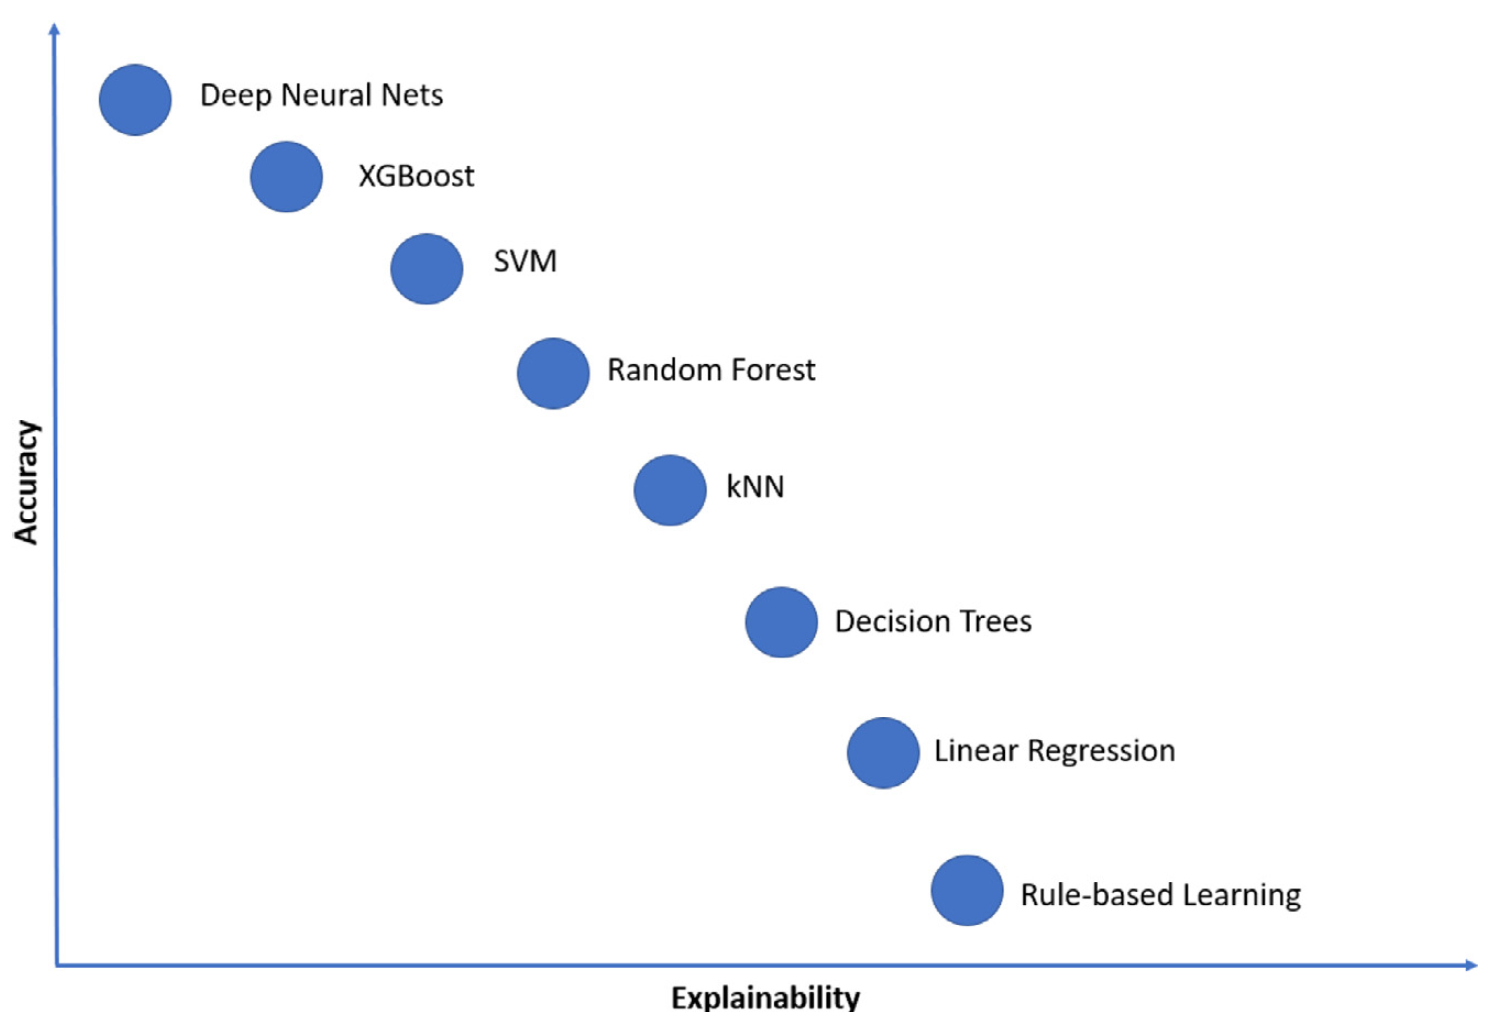 Deep Neural Nets
XGBoost
SVM
Random Forest
kNN
Decision Trees
Linear Regression
Rule-based Learning
Accuracy
Explainability